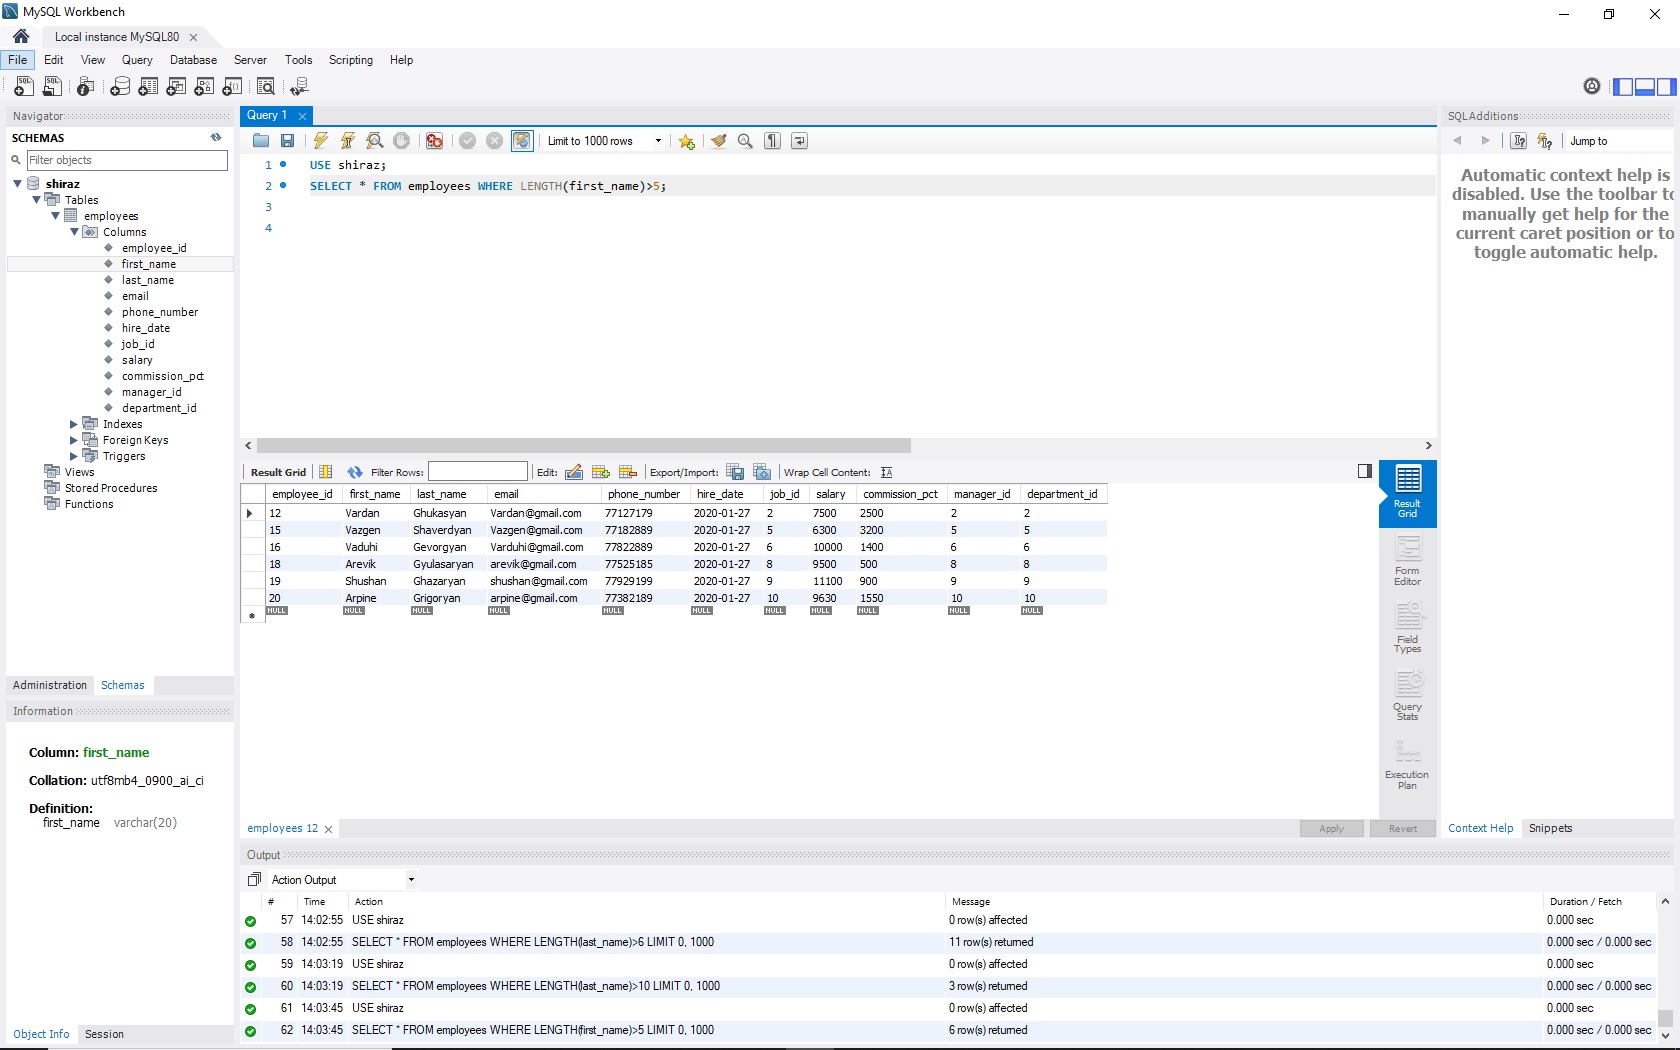 MySQL Workbench
Local instance MySQL80
File Edit View Query Database Server Tools Scripting Help
Navigator
SCHEMAS
Filter objects
shiraz
Tables
employees
Columns
employee_id
first_name
last_name
email
phone_number
hire_date
job_id
salary
commission_pct
manager_id
department_id
Indexes
Foreign Keys
Triggers
Views
Stored Procedures
Functions
Administration Schemas
Information
Column: first_name
Collation: utf8mb4_0900_ai_ci
Definition:
first_name varchar(20)
Object Info Session
Query 1
Limit to 1000 rows
1 USE shiraz;
2 SELECT * FROM employees WHERE LENGTH(first_name)>5;
3
4
Result Grid Filter Rows: Edit: Export/Import: Wrap Cell Content:
employee_id first_name last_name email phone_number hire_date job_id salary commission_pct manager_id department_id
12 Vardan Ghukasyan Vardan@gmail.com 77127179 2020-01-27 2 7500 2500 2 2
15 Vazgen Shaverdyan Vazgen@gmail.com 77182889 2020-01-27 5 6300 3200 5 5
16 Vaduhi Gevorgyan Varduhi@gmail.com 77822889 2020-01-27 6 10000 1400 6 6
18 Arevik Gyulasaryan arevik@gmail.com 77525185 2020-01-27 8 9500 500 8 8
19 Shushan Ghazaryan shushan@gmail.com 77929199 2020-01-27 9 11100 900 9 9
20 Arpine Grigoryan arpine@gmail.com 77382189 2020-01-27 10 9630 1550 10 10
NULL NULL NULL NULL NULL NULL NULL NULL NULL NULL NULL
Result
Grid
Form
Editor
Field
Types
Query
Stats
Execution
Plan
employees 12
Apply Revert
SQLAdditions
Jump to
Automatic context help is
disabled. Use the toolbar to
manually get help for the
current caret position or to
toggle automatic help.
Context Help Snippets
Output
Action Output
# Time Action Message Duration / Fetch
57 14:02:55 USE shiraz 0 row(s) affected 0.000 sec
58 14:02:55 SELECT * FROM employees WHERE LENGTH(last_name)>6 LIMIT 0, 1000 11 row(s) returned 0.000 sec / 0.000 sec
59 14:03:19 USE shiraz 0 row(s) affected 0.000 sec
60 14:03:19 SELECT * FROM employees WHERE LENGTH(last_name)>10 LIMIT 0, 1000 3 row(s) returned 0.000 sec / 0.000 sec
61 14:03:45 USE shiraz 0 row(s) affected 0.000 sec
62 14:03:45 SELECT * FROM employees WHERE LENGTH(first_name)>5 LIMIT 0, 1000 6 row(s) returned 0.000 sec / 0.000 sec